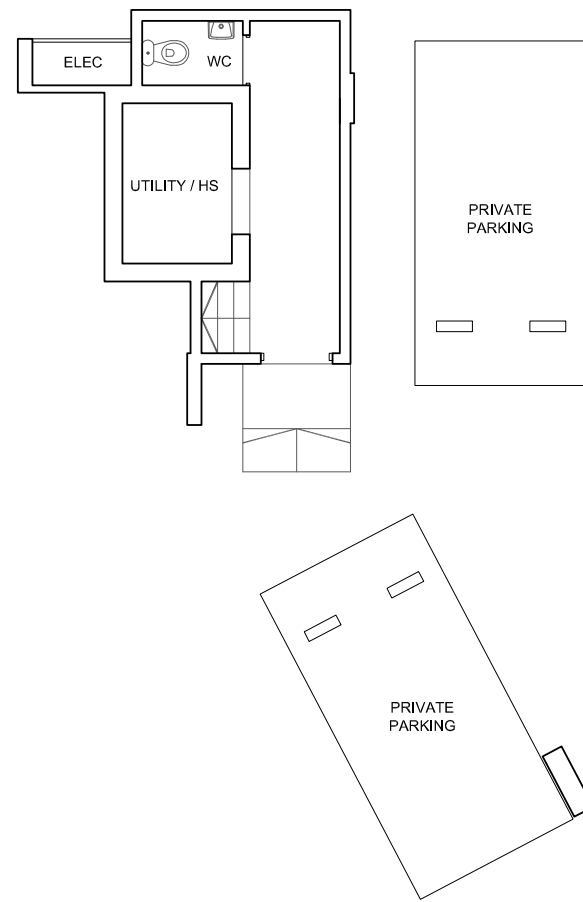 ELEC
WC
UTILITY / HS
PRIVATE
PARKING
PRIVATE
PARKING